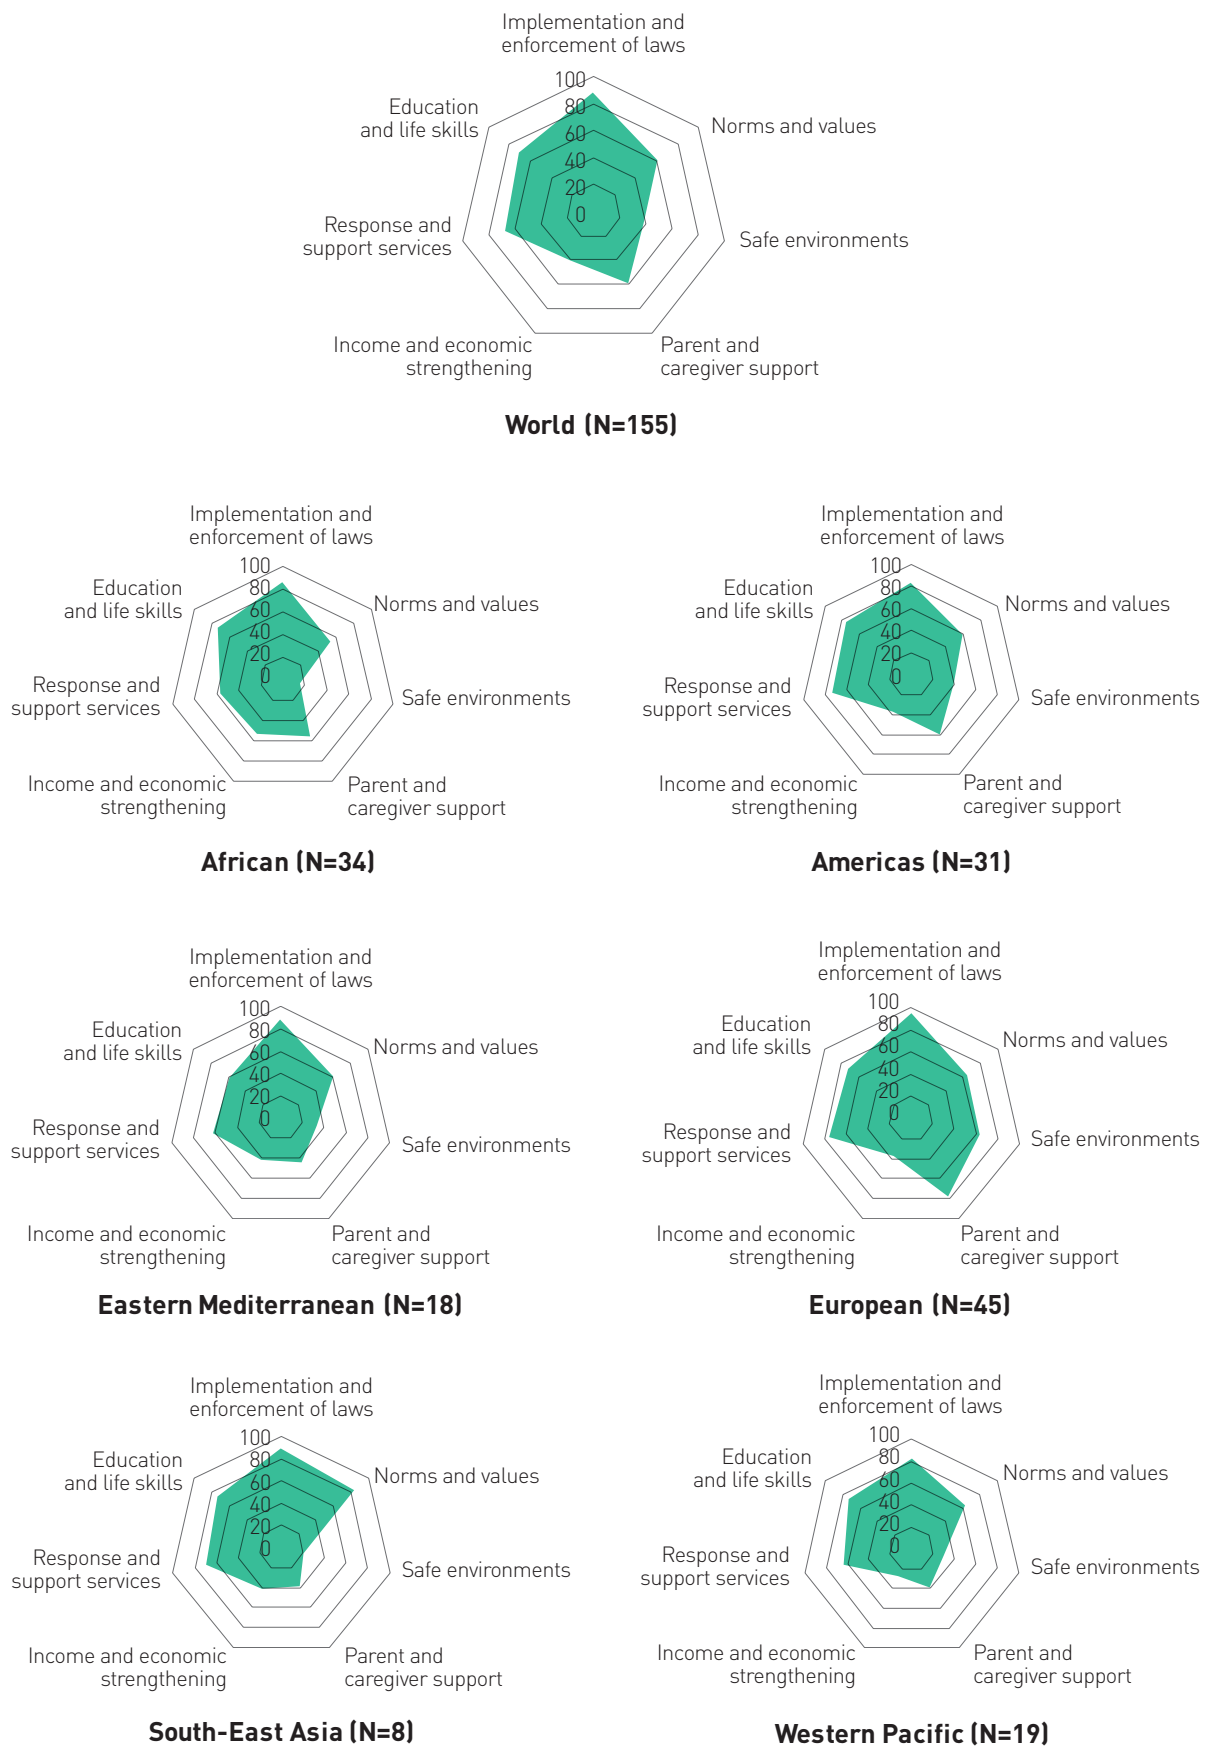 Implementation and
enforcement of laws
100
80
60
40
20
0
Education
and life skills
Norms and values
Response and
support services
Safe environments
Income and economic
strengthening
Parent and
caregiver support
World (N=155)
Implementation and
enforcement of laws
100
80
60
40
20
0
Education
and life skills
Norms and values
Response and
support services
Safe environments
Income and economic
strengthening
Parent and
caregiver support
African (N=34)
Implementation and
enforcement of laws
100
80
60
40
20
0
Education
and life skills
Norms and values
Response and
support services
Safe environments
Income and economic
strengthening
Parent and
caregiver support
Americas (N=31)
Implementation and
enforcement of laws
100
80
60
40
20
0
Education
and life skills
Norms and values
Response and
support services
Safe environments
Income and economic
strengthening
Parent and
caregiver support
Eastern Mediterranean (N=18)
Implementation and
enforcement of laws
100
80
60
40
20
0
Education
and life skills
Norms and values
Response and
support services
Safe environments
Income and economic
strengthening
Parent and
caregiver support
European (N=45)
Implementation and
enforcement of laws
100
80
60
40
20
0
Education
and life skills
Norms and values
Response and
support services
Safe environments
Income and economic
strengthening
Parent and
caregiver support
South-East Asia (N=8)
Implementation and
enforcement of laws
100
80
60
40
20
0
Education
and life skills
Norms and values
Response and
support services
Safe environments
Income and economic
strengthening
Parent and
caregiver support
Western Pacific (N=19)